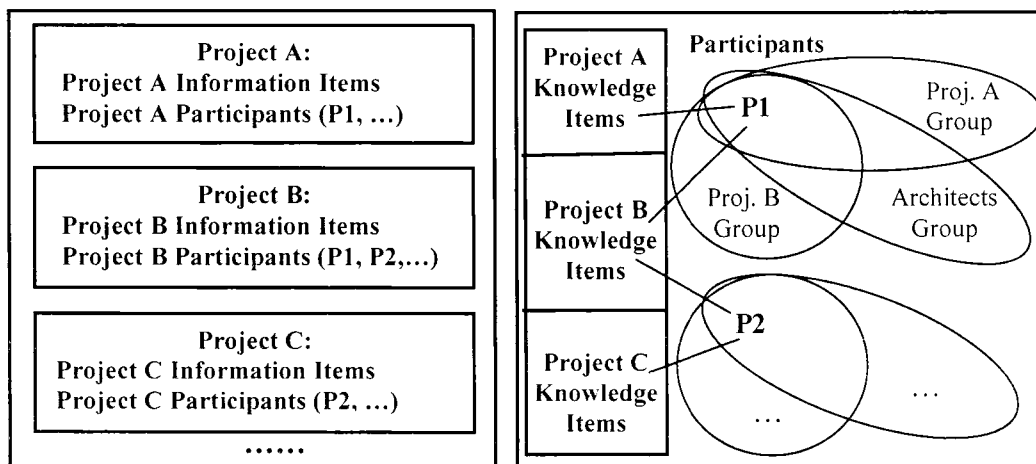 Project A:
Project A Information Items
Project A Participants (P1, ...)
Project B:
Project B Information Items
Project B Participants (P1, P2,...)
Project C:
Project C Information Items
Project C Participants (P2, ...)
......
Project A
Knowledge
Items
Project B
Knowledge
Items
Project C
Knowledge
Items
Participants
P1
Proj. A
Group
Proj. B
Group
Architects
Group
P2
...
...